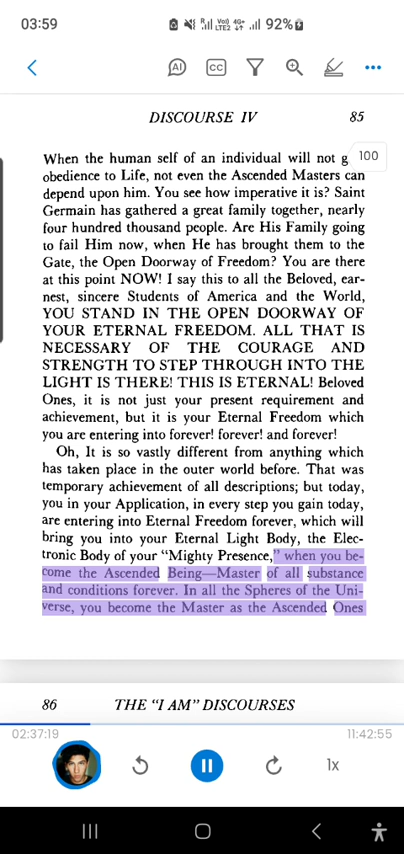 03:59
92%
AI
CC
DISCOURSE IV 85
100
When the human self of an individual will not g
obedience to Life, not even the Ascended Masters can
depend upon him. You see how imperative it is? Saint
Germain has gathered a great family together, nearly
four hundred thousand people. Are His Family going
to fail Him now, when He has brought them to the
Gate, the Open Doorway of Freedom? You are there
at this point NOW! I say this to all the Beloved, ear-
nest, sincere Students of America and the World,
YOU STAND IN THE OPEN DOORWAY OF
YOUR ETERNAL FREEDOM. ALL THAT IS
NECESSARY OF THE COURAGE AND
STRENGTH TO STEP THROUGH INTO THE
LIGHT IS THERE! THIS IS ETERNAL! Beloved
Ones, it is not just your present requirement and
achievement, but it is your Eternal Freedom which
you are entering into forever! forever! and forever!
Oh, It is so vastly different from anything which
has taken place in the outer world before. That was
temporary achievement of all descriptions; but today,
you in your Application, in every step you gain today,
are entering into Eternal Freedom forever, which will
bring you into your Eternal Light Body, the Elec-
tronic Body of your “Mighty Presence,” when you be-
come the Ascended Being—Master of all substance
and conditions forever. In all the Spheres of the Uni-
verse, you become the Master as the Ascended Ones
86 THE “I AM” DISCOURSES
02:37:19 11:42:55
1x